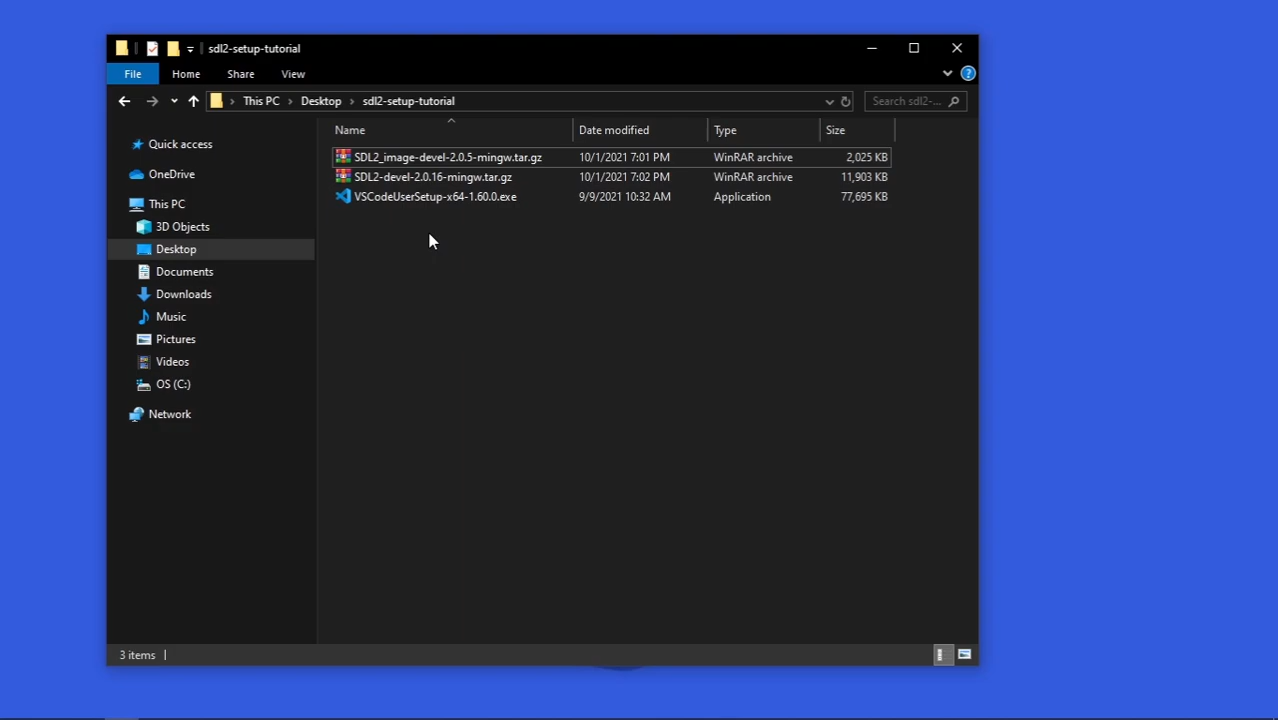 sdl2-setup-tutorial
File Home Share View
This PC Desktop sdl2-setup-tutorial Search sdl2-...
Name Date modified Type Size
Quick access
OneDrive
This PC
3D Objects
Desktop
Documents
Downloads
Music
Pictures
Videos
OS (C:)
Network
SDL2_image-devel-2.0.5-mingw.tar.gz 10/1/2021 7:01 PM WinRAR archive 2,025 KB
SDL2-devel-2.0.16-mingw.tar.gz 10/1/2021 7:02 PM WinRAR archive 11,903 KB
VSCodeUserSetup-x64-1.60.0.exe 9/9/2021 10:32 AM Application 77,695 KB
3 items